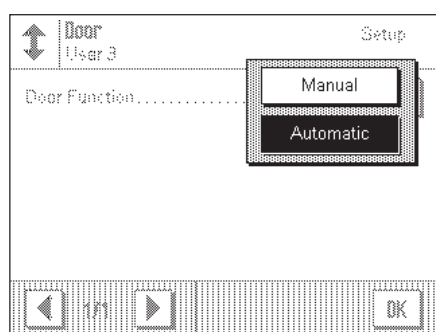 Door
User 3
Setup
Door Function..............
Manual
Automatic
1/1
OK